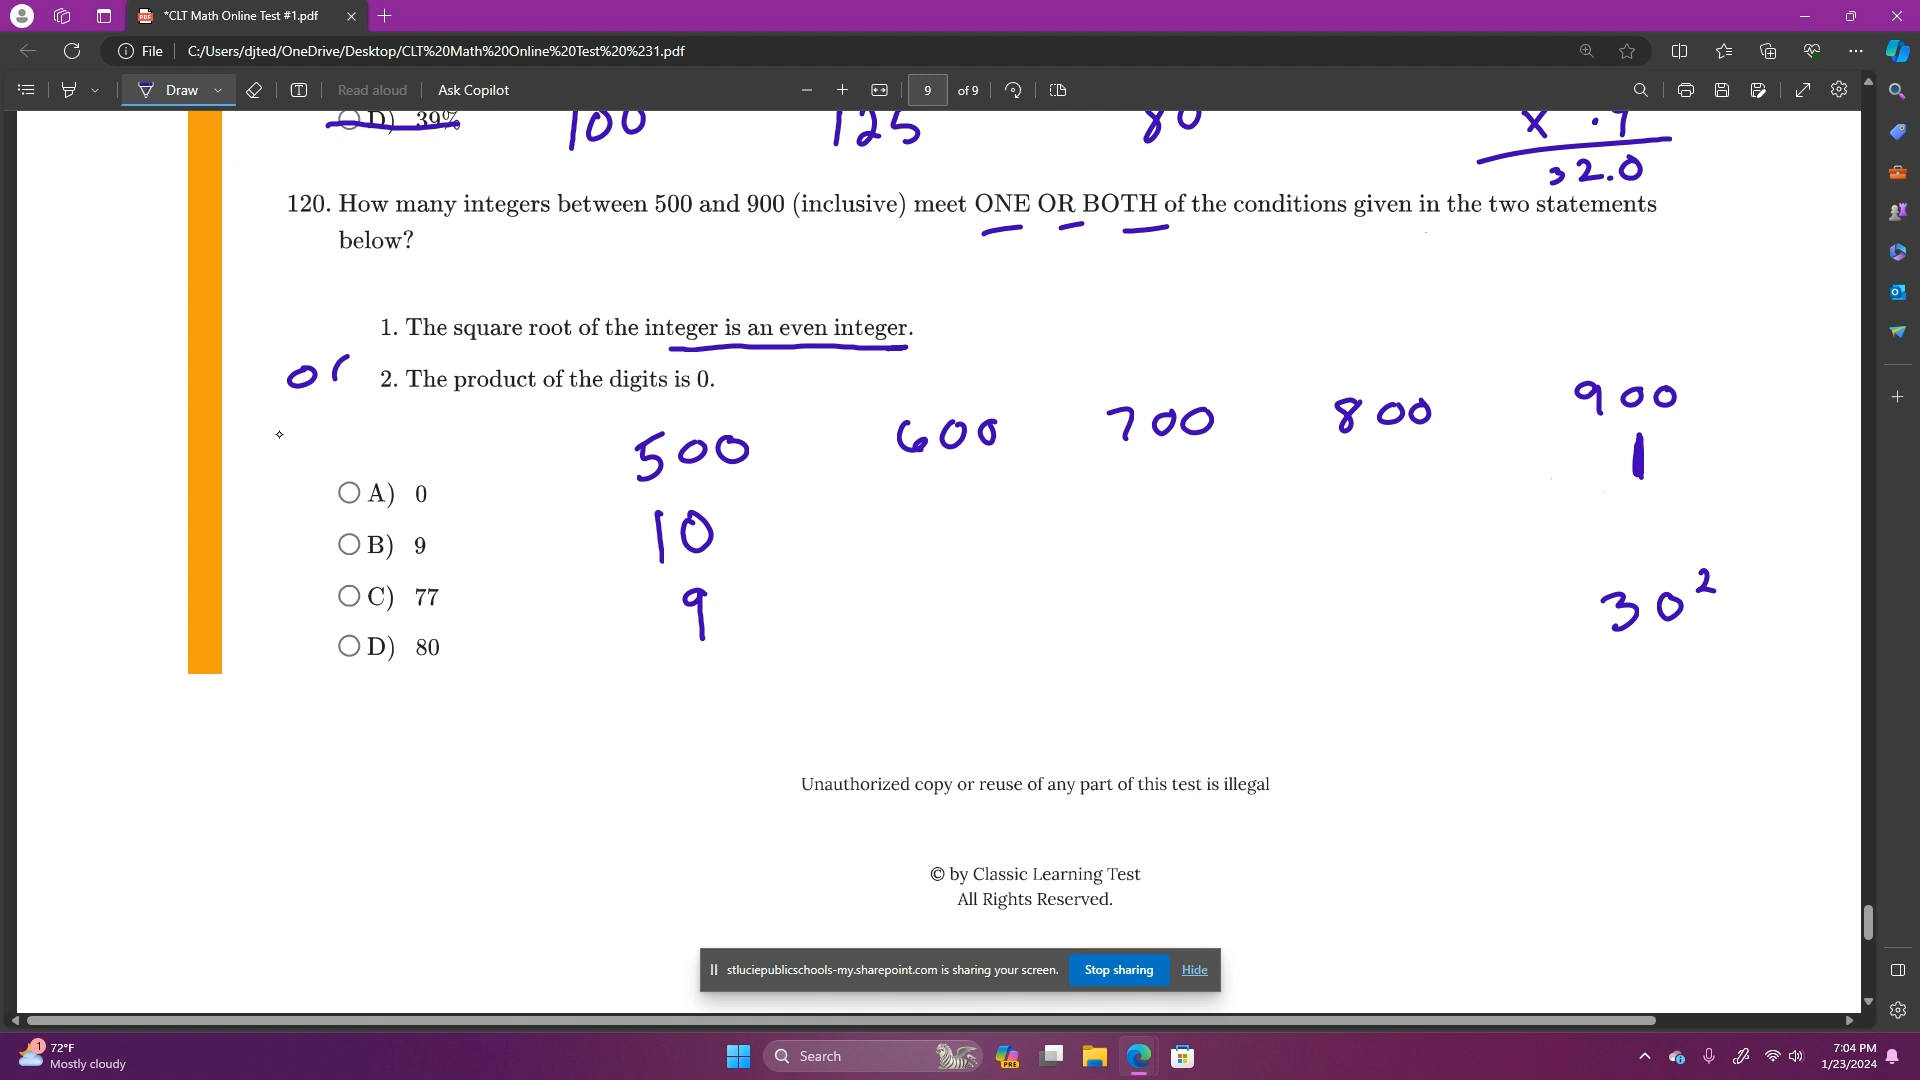 *CLT Math Online Test #1.pdf
File
C:/Users/djted/OneDrive/Desktop/CLT%20Math%20Online%20Test%20%231.pdf
Draw
Read aloud
Ask Copilot
9
of 9
D) 39%
100
125
80
32.0
120. How many integers between 500 and 900 (inclusive) meet ONE OR BOTH of the conditions given in the two statements
below?
1. The square root of the integer is an even integer.
or
2. The product of the digits is 0.
500
600
700
800
900
1
A) 0
B) 9
C) 77
D) 80
10
9
30²
Unauthorized copy or reuse of any part of this test is illegal
© by Classic Learning Test
All Rights Reserved.
stluciepublicschools-my.sharepoint.com is sharing your screen.
Stop sharing
Hide
1
72°F
Mostly cloudy
Search
PRE
7:04 PM
1/23/2024